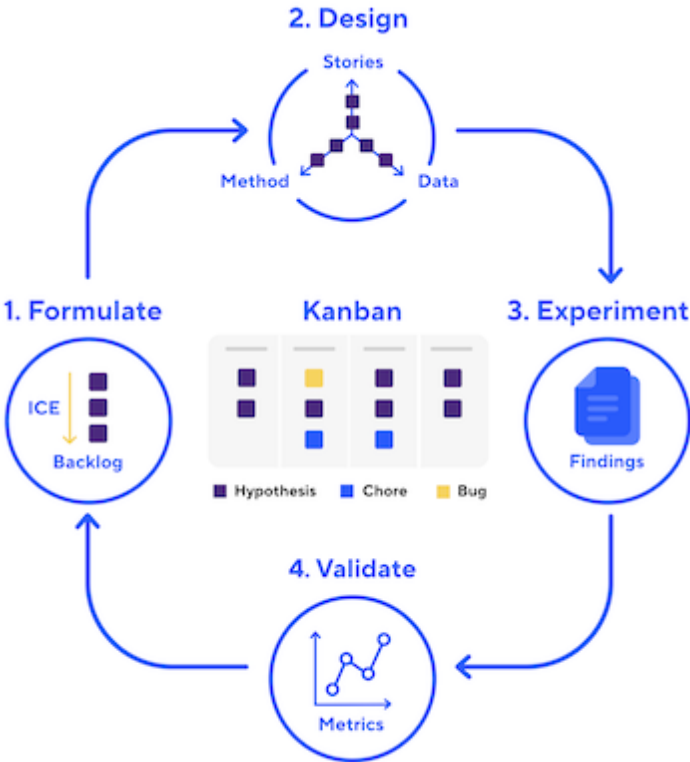 2. Design
Stories
Method
Data
1. Formulate
Kanban
3. Experiment
ICE
Backlog
Findings
Hypothesis
Chore
Bug
4. Validate
Metrics